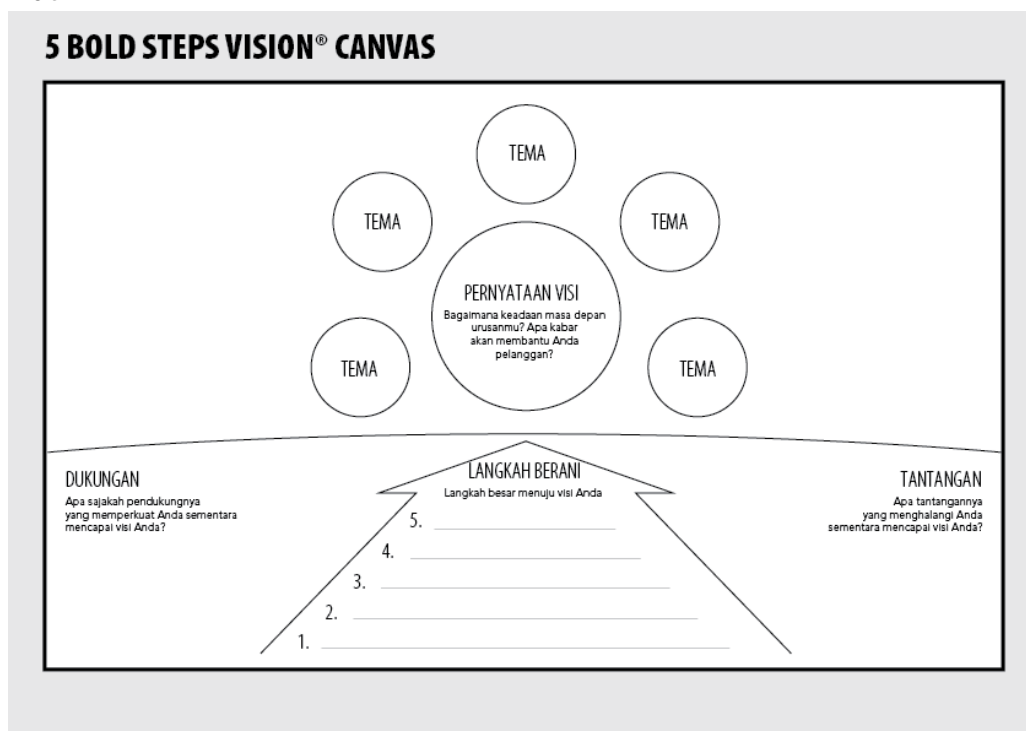 5 BOLD STEPS VISION® CANVAS
TEMA
TEMA
TEMA
PERNYATAAN VISI
Bagaimana keadaan masa depan
urusanmu? Apa kabar
akan membantu Anda
pelanggan?
TEMA
TEMA
DUKUNGAN
Apa sajakah pendukungnya
yang memperkuat Anda sementara
mencapai visi Anda?
LANGKAH BERANI
Langkah besar menuju visi Anda
5.
4.
3.
2.
1.
TANTANGAN
Apa tantangannya
yang menghalangi Anda
sementara mencapai visi Anda?